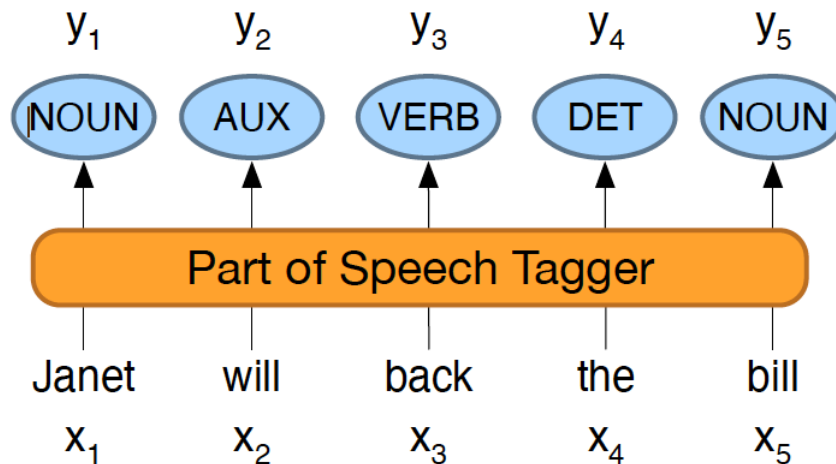 y₁ y₂ y₃ y₄ y₅
NOUN AUX VERB DET NOUN
Part of Speech Tagger
Janet will back the bill
x₁ x₂ x₃ x₄ x₅